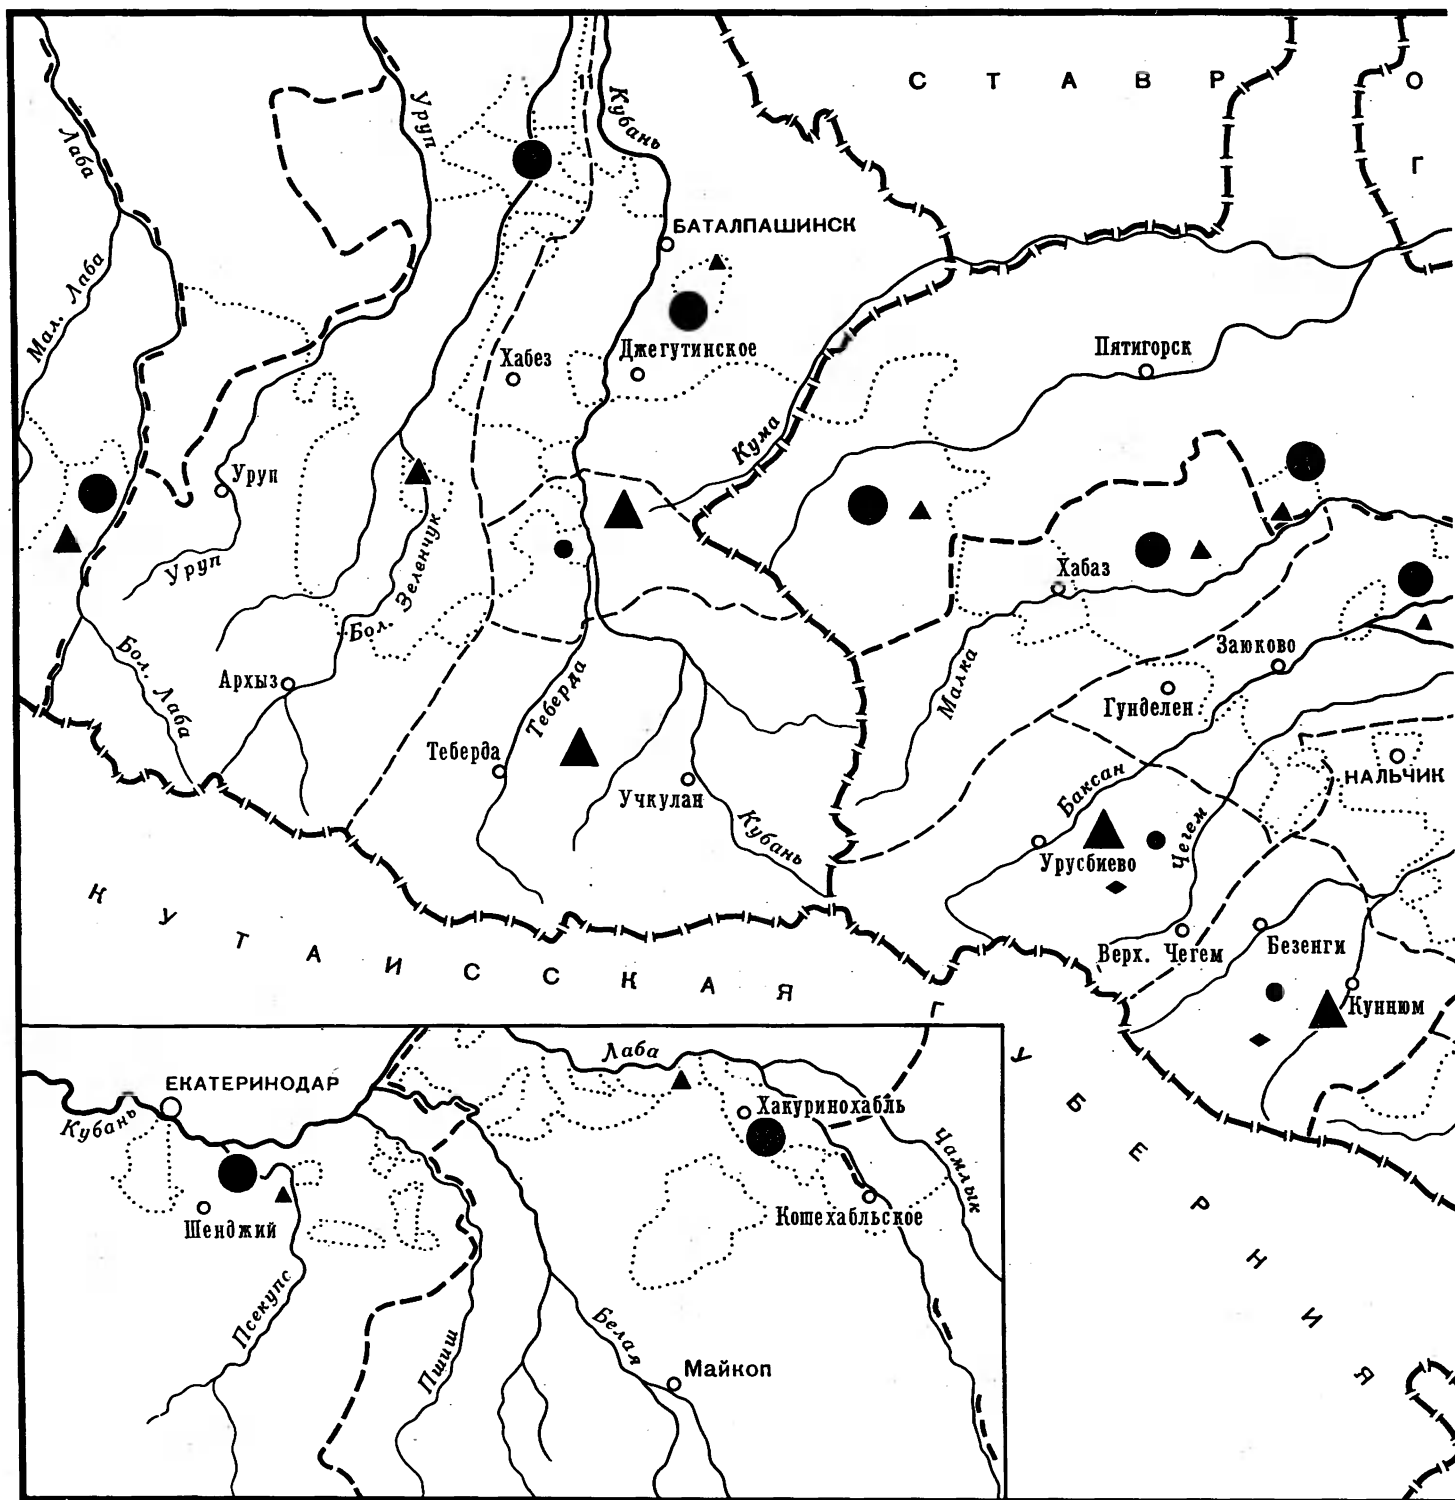 С Т А В Р О
Г
Лаба
Уруп
Кубань
БАТАЛПАШИНСК
Мал. Лаба
Хабез
Джегутинское
Пятигорск
Кума
Уруп
Уруп
Бол. Зеленчук
Хабаз
Заюково
Бол. Лаба
Архыз
Теберда
Малка
Гунделен
Теберда
Учкулан
Кубань
Баксан
Чегем
НАЛЬЧИК
Урусбиево
Верх. Чегем
Безенги
Куннюм
К У Т А И С С К А Я
Г У Б Е Р Н И Я
Лаба
ЕКАТЕРИНОДАР
Кубань
Хакуринохабль
Чамлык
Шенджий
Кошехабльское
Псекупс
Пшиш
Белая
Майкоп